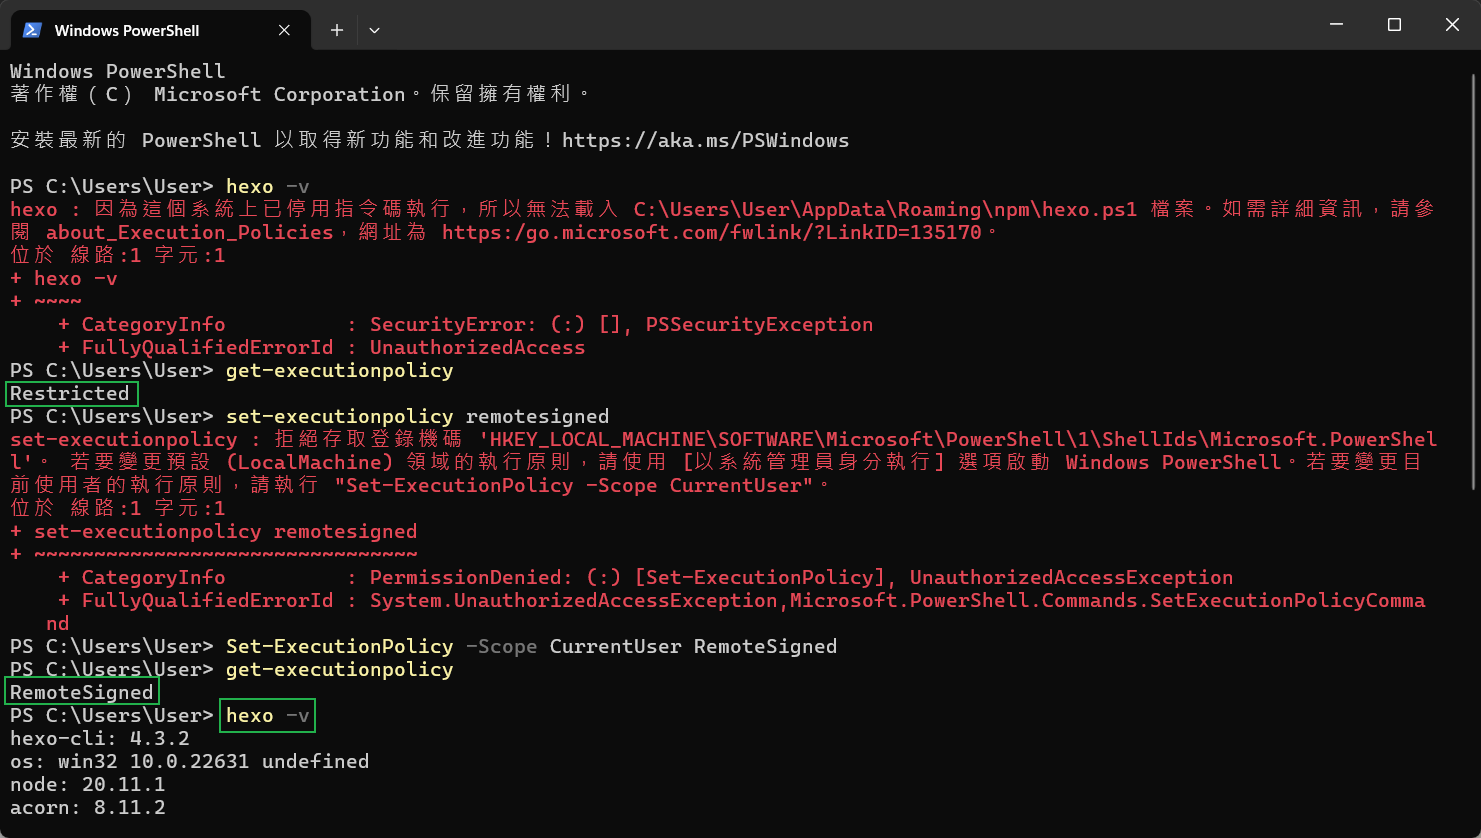 Windows PowerShell
Windows PowerShell
著作權（C） Microsoft Corporation。保留擁有權利。
安裝最新的 PowerShell 以取得新功能和改進功能！https://aka.ms/PSWindows
PS C:\Users\User> hexo -v
hexo : 因為這個系統上已停用指令碼執行，所以無法載入 C:\Users\User\AppData\Roaming\npm\hexo.ps1 檔案。如需詳細資訊，請參
閱 about_Execution_Policies，網址為 https:/go.microsoft.com/fwlink/?LinkID=135170。
位於 線路:1 字元:1
+ hexo -v
+ ~~~~
+ CategoryInfo          : SecurityError: (:) [], PSSecurityException
+ FullyQualifiedErrorId : UnauthorizedAccess
PS C:\Users\User> get-executionpolicy
Restricted
PS C:\Users\User> set-executionpolicy remotesigned
set-executionpolicy : 拒絕存取登錄機碼 'HKEY_LOCAL_MACHINE\SOFTWARE\Microsoft\PowerShell\1\ShellIds\Microsoft.PowerShel
l'。 若要變更預設 (LocalMachine) 領域的執行原則，請使用 [以系統管理員身分執行] 選項啟動 Windows PowerShell。若要變更目
前使用者的執行原則，請執行 "Set-ExecutionPolicy -Scope CurrentUser"。
位於 線路:1 字元:1
+ set-executionpolicy remotesigned
+ ~~~~~~~~~~~~~~~~~~~~~~~~~~~~~~~~
+ CategoryInfo          : PermissionDenied: (:) [Set-ExecutionPolicy], UnauthorizedAccessException
+ FullyQualifiedErrorId : System.UnauthorizedAccessException,Microsoft.PowerShell.Commands.SetExecutionPolicyComma
nd
PS C:\Users\User> Set-ExecutionPolicy -Scope CurrentUser RemoteSigned
PS C:\Users\User> get-executionpolicy
RemoteSigned
PS C:\Users\User> hexo -v
hexo-cli: 4.3.2
os: win32 10.0.22631 undefined
node: 20.11.1
acorn: 8.11.2